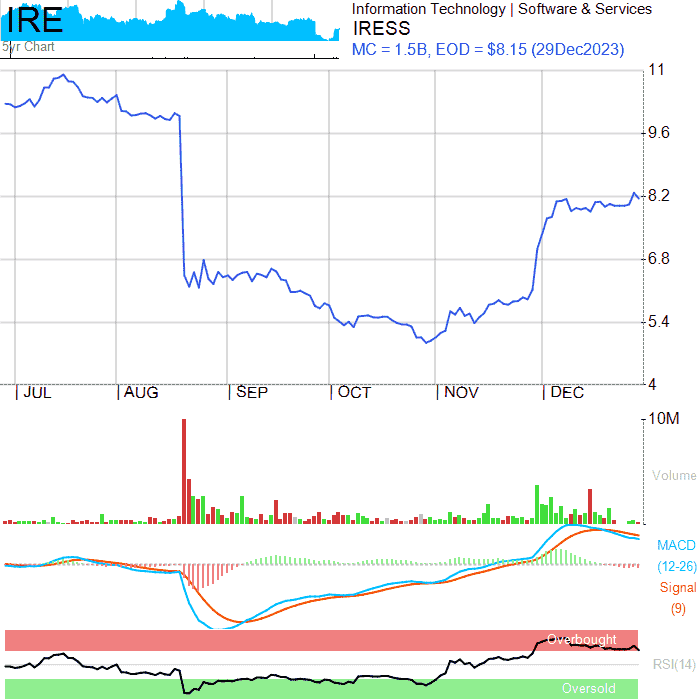 IRE
5yr Chart
Information Technology | Software & Services
IRESS
MC = 1.5B, EOD = $8.15 (29Dec2023)
11
9.6
8.2
6.8
5.4
4
| JUL | AUG | SEP | OCT | NOV | DEC
10M
Volume
MACD
(12-26)
Signal
(9)
Overbought
RSI(14)
Oversold